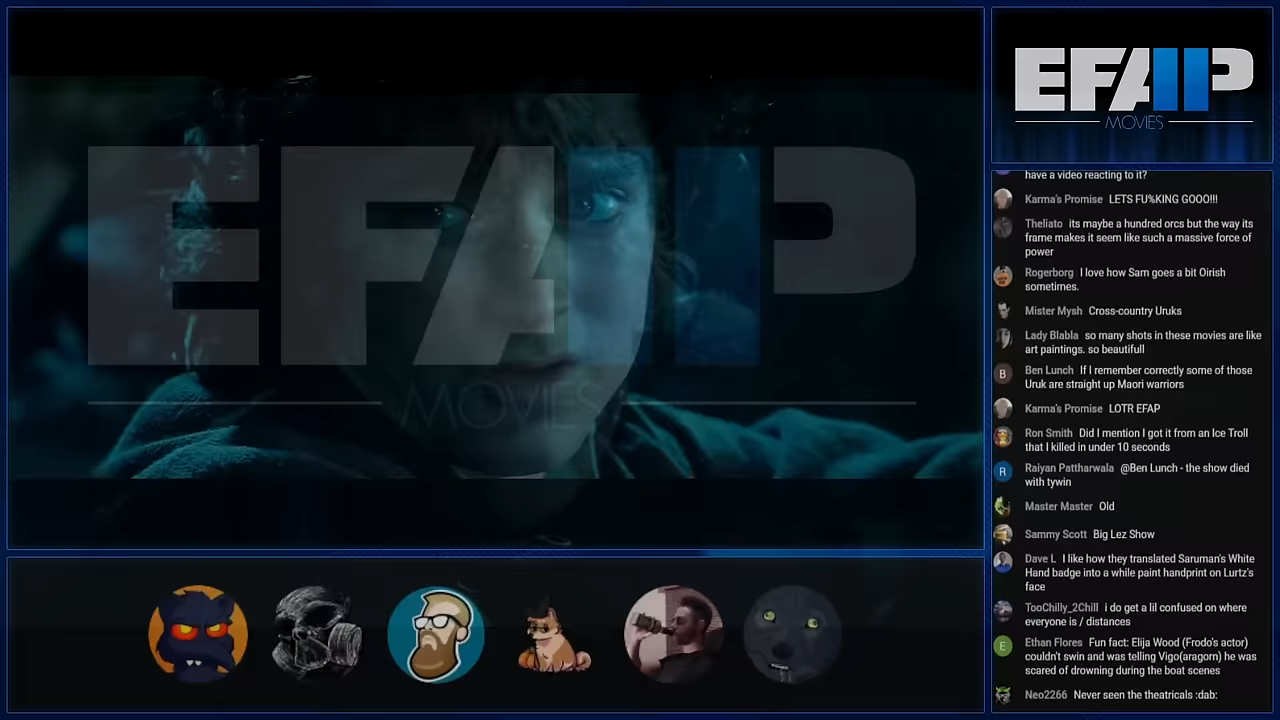 EFAP
MOVIES
EFAP
MOVIES
have a video reacting to it?
Karma's Promise LETS FU%KING GOOO!!!
Theliato its maybe a hundred orcs but the way its
frame makes it seem like such a massive force of
power
Rogerborg I love how Sam goes a bit Oirish
sometimes.
Mister Mysh Cross-country Uruks
Lady Blabla so many shots in these movies are like
art paintings. so beautifull
B
Ben Lunch If I remember correctly some of those
Uruk are straight up Maori warriors
Karma's Promise LOTR EFAP
Ron Smith Did I mention I got it from an Ice Troll
that I killed in under 10 seconds
R
Raiyan Pattharwala @Ben Lunch - the show died
with tywin
Master Master Old
Sammy Scott Big Lez Show
Dave L I like how they translated Saruman's White
Hand badge into a while paint handprint on Lurtz's
face
TooChilly_2Chill i do get a lil confused on where
everyone is / distances
E
Ethan Flores Fun fact: Elija Wood (Frodo's actor)
couldn't swin and was telling Vigo(aragorn) he was
scared of drowning during the boat scenes
Neo2266 Never seen the theatricals :dab: